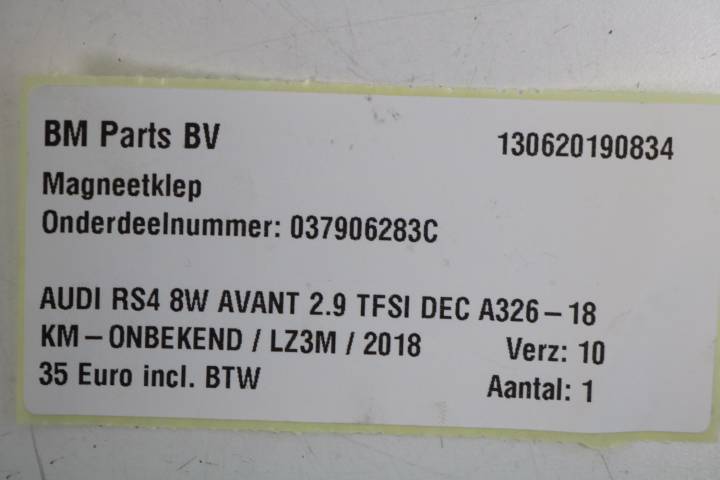 BM Parts BV 130620190834
Magneetklep
Onderdeelnummer: 037906283C
AUDI RS4 8W AVANT 2.9 TFSI DEC A326-18
KM-ONBEKEND / LZ3M / 2018 Verz: 10
35 Euro incl. BTW Aantal: 1